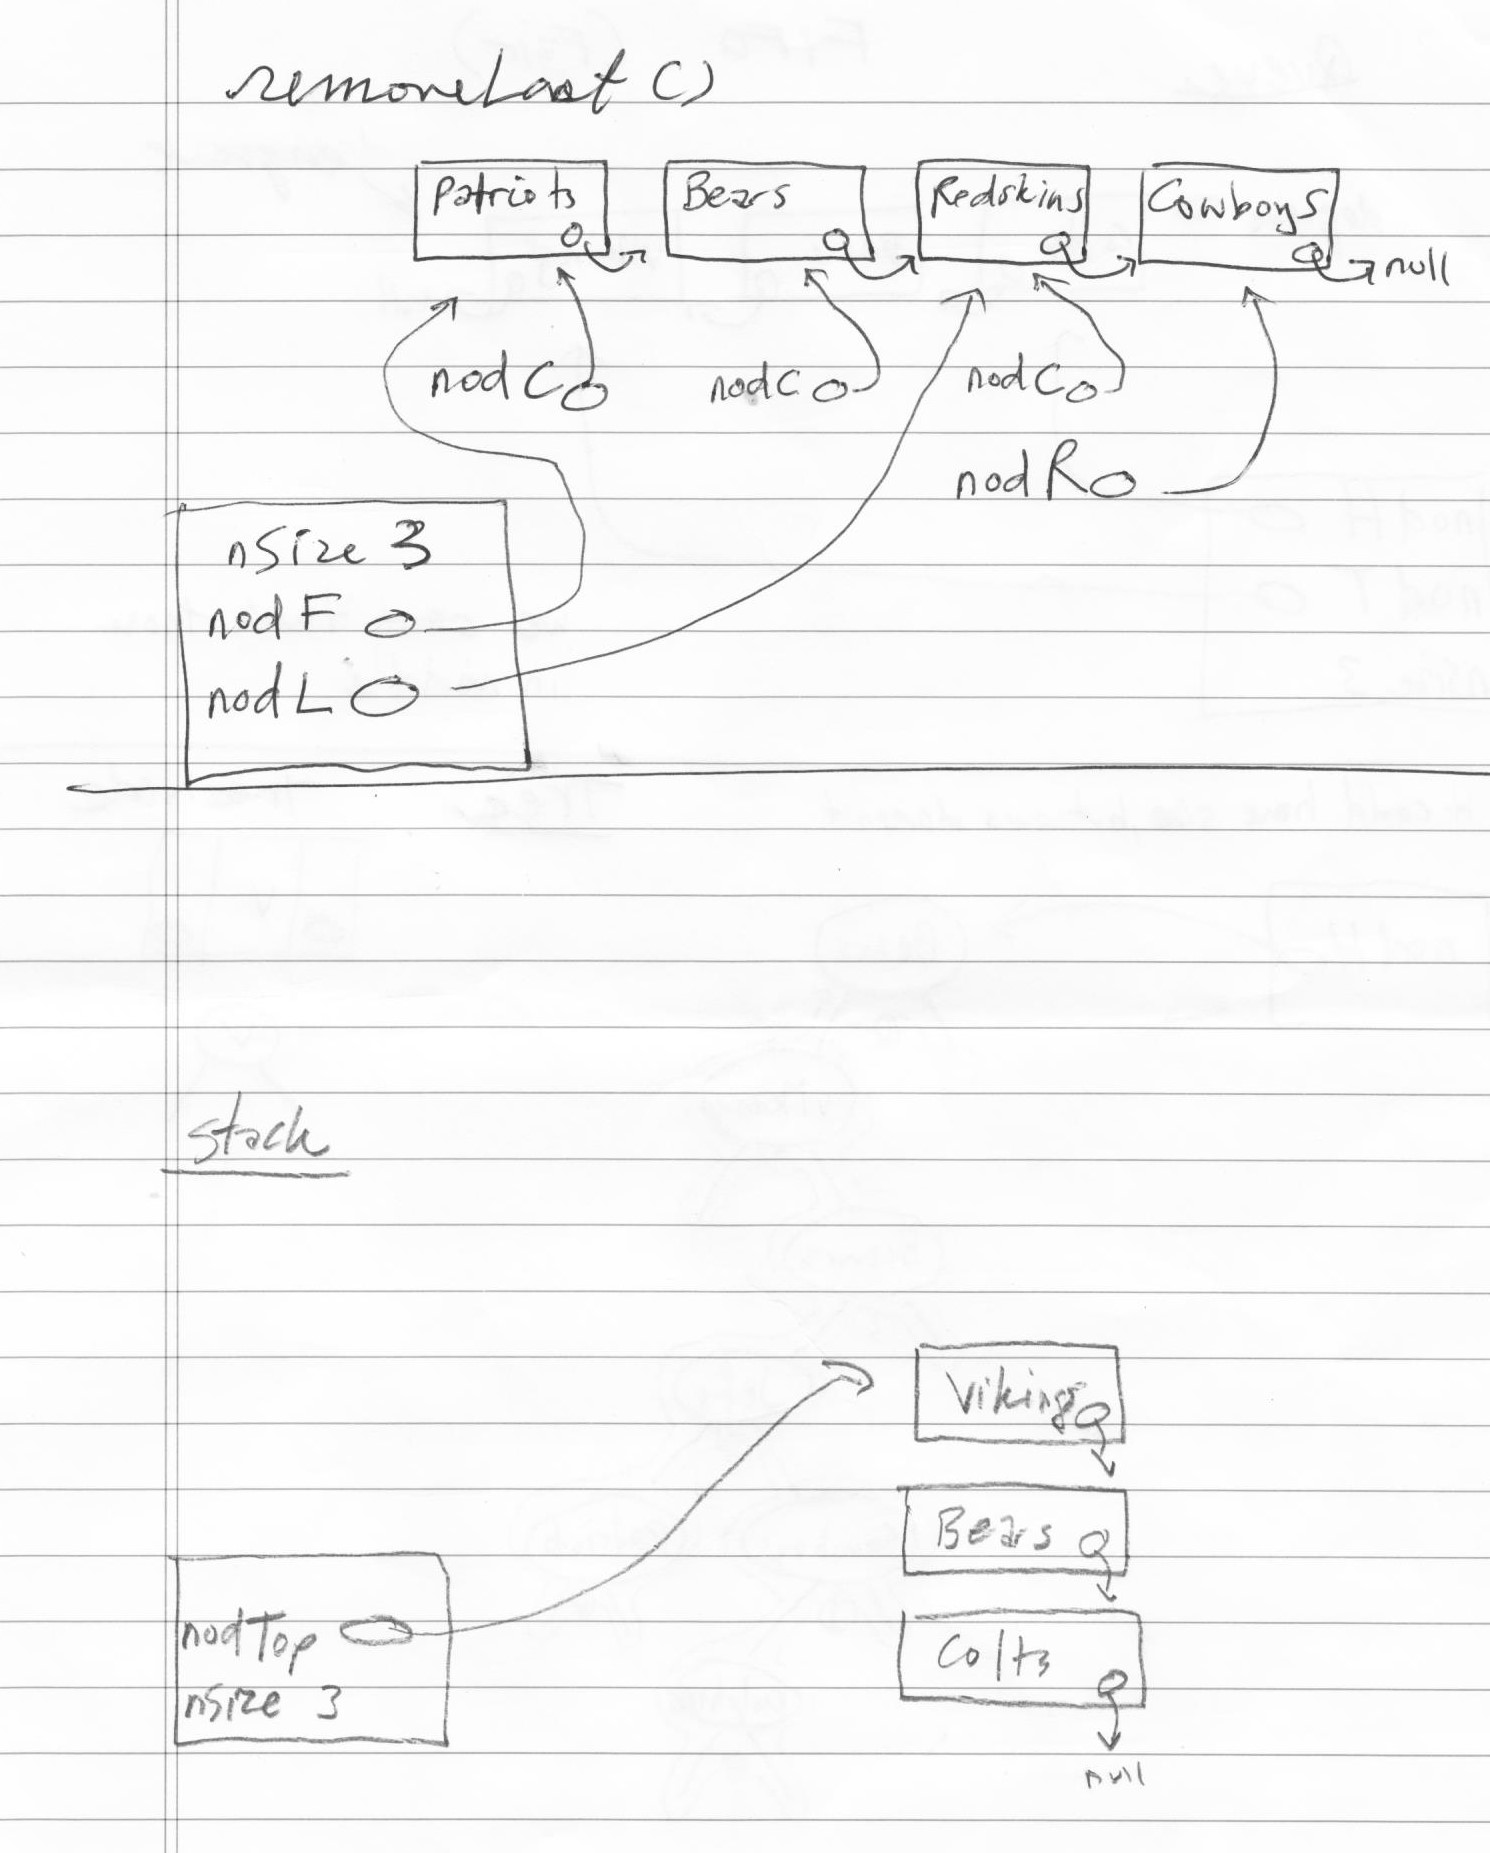 removeLast()
Patriots Bears Redskins Cowboys
null
nodC nodC nodC
nodR
nSize 3
nodF
nodL
stack
Vikings
Bears
nodTop
Colts
nSize 3
null